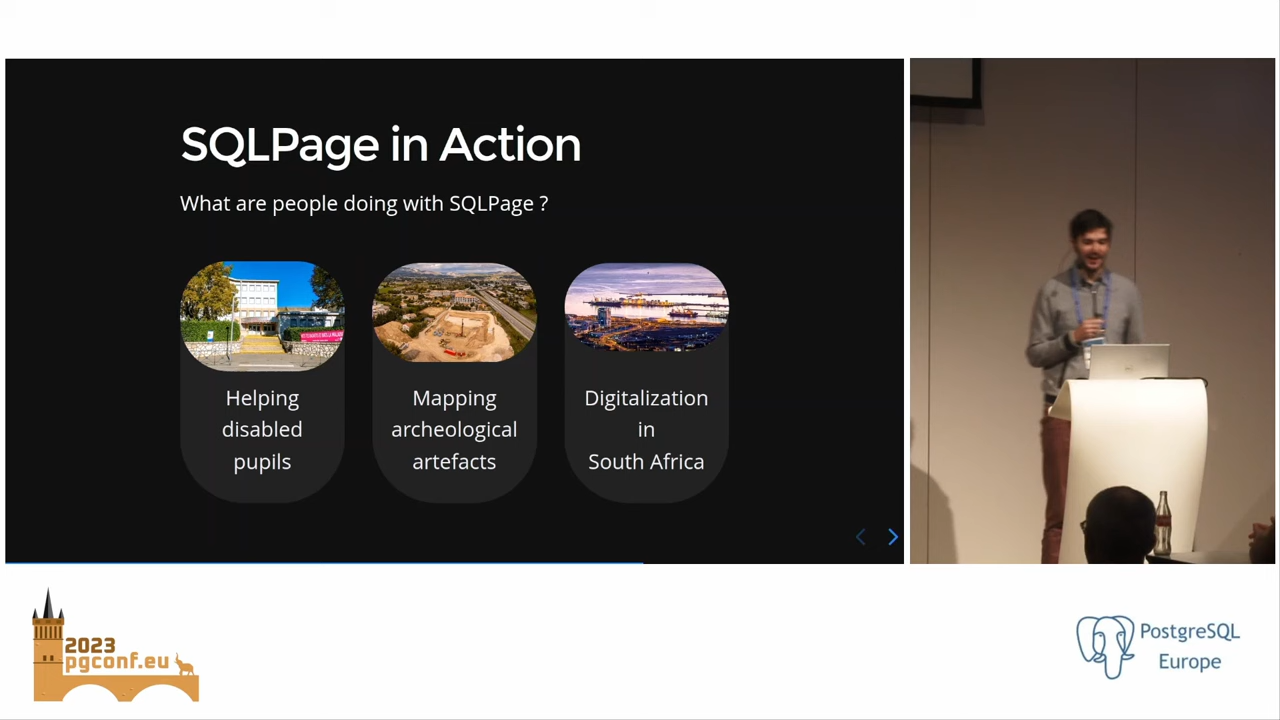 SQLPage in Action
What are people doing with SQLPage ?
Helping
disabled
pupils
Mapping
archeological
artefacts
Digitalization
in
South Africa
2023
pgconf.eu
PostgreSQL
Europe